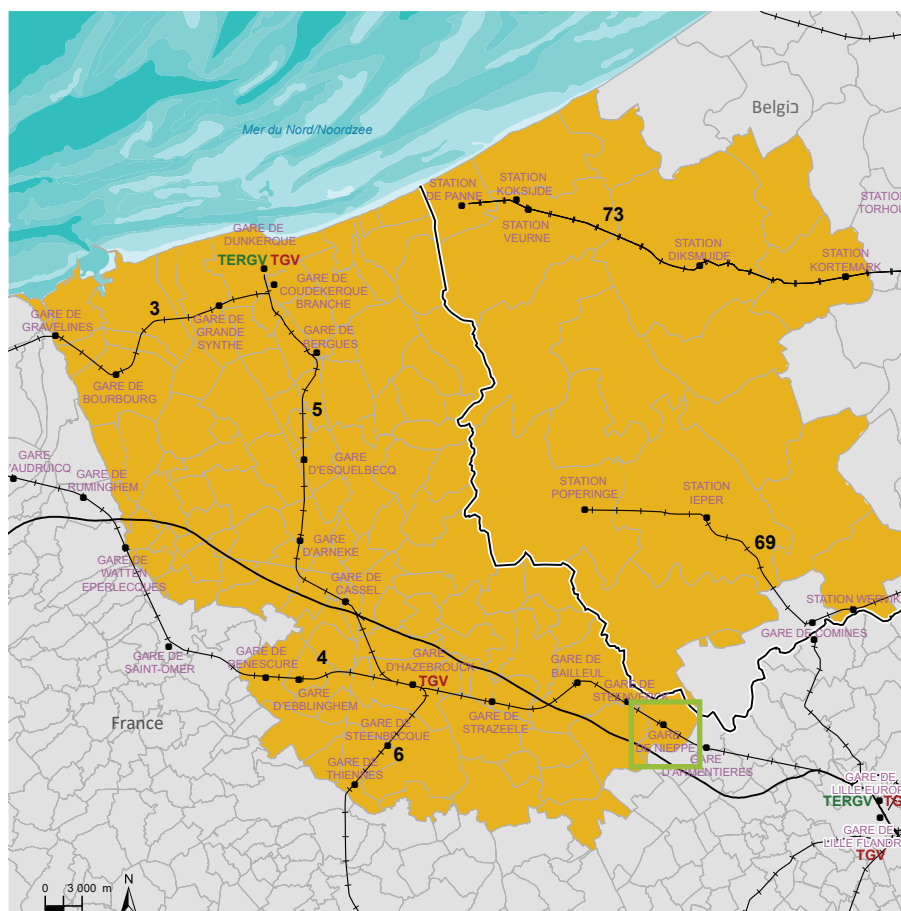 Belgiɔ
Mer du Nord/Noordzee
STATION
DE PANNE
STATION
KOKSIJDE
STATION
VEURNE
73
STATION
TORHOU
STATION
DIKSMUIDE
STATION
KORTEMARK
GARE DE
DUNKERQUE
TERGV TGV
GARE DE
COUDEKERQUE
BRANCHE
3
GARE DE
GRAVELINES
GARE DE
GRANDE
SYNTHE
GARE DE
BERGUES
GARE DE
BOURBOURG
5
GARE
D'ESQUELBECQ
GARE
'AUDRUICQ
GARE DE
RUMINGHEM
STATION
POPERINGE
STATION
IEPER
69
GARE
D'ARNEKE
GARE DE
WATTEN
EPERLECQUES
GARE DE
CASSEL
STATION WERWIK
GARE DE COMINES
GARE DE
SAINT-OMER
GARE DE
RENESCURE
4
GARE
D'EBBLINGHEM
GARE
D'HAZEBROUCK
TGV
GARE DE
BAILLEUL
GARE DE
STEENWERCK
GARE DE
STRAZEELE
France
GARE DE
STEENBECQUE
6
GARE DE
THIENNES
GARE
DE NIEPPE
GARE
D'ARMENTIERES
GARE DE
LILLE EUROP
TERGV TG
GARE DE
LILLE FLANDR
TGV
0 3 000 m
N